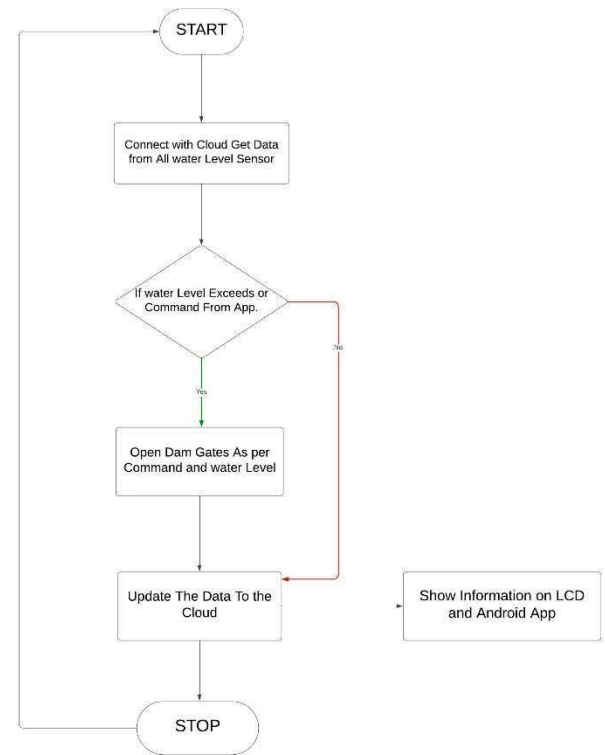 START
Connect with Cloud Get Data
from All water Level Sensor
If water Level Exceeds or
Command From App.
No
Yes
Open Dam Gates As per
Command and water Level
Update The Data To the
Cloud
Show Information on LCD
and Android App
STOP